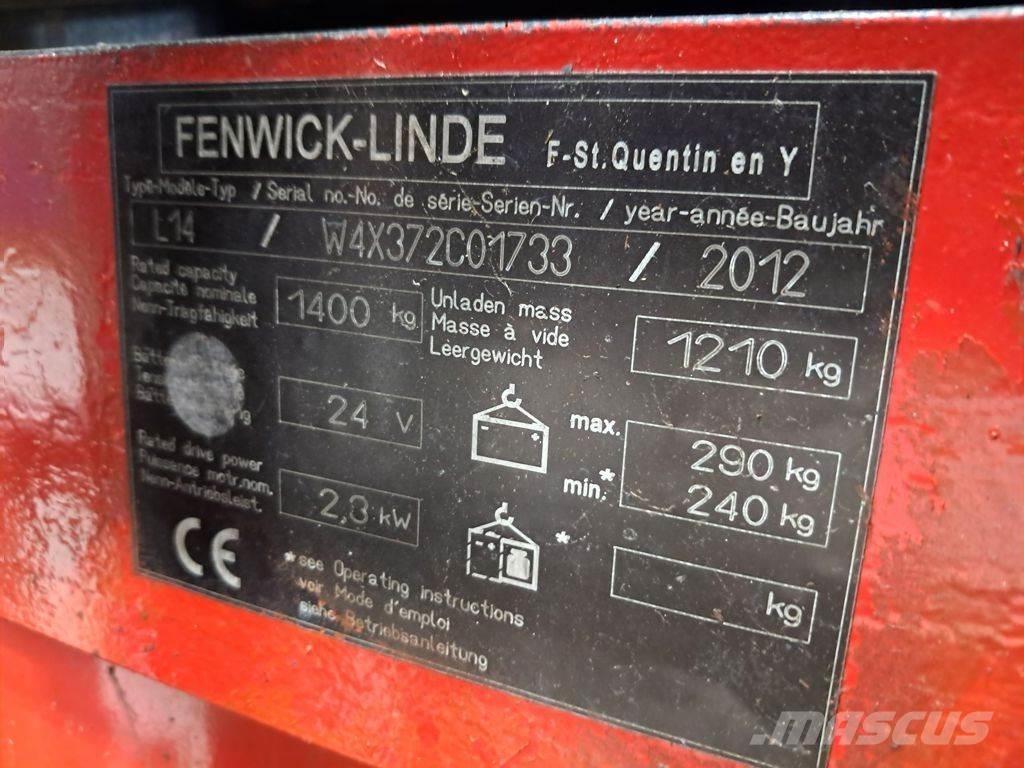 FENWICK-LINDE F-St.Quentin en Y
Type-Modele-Typ / Serial no.-No. de série-Serien-Nr. / year-année-Baujahr
L14 / W4X372C01733 / 2012
Rated capacity
Capacité nominale
Nenn-Tragfähigkeit
1400 kg
Unladen mass
Masse à vide
Leergewicht
1210 kg
24 V
max.
290 kg
min.*
240 kg
Rated drive power
Puissance motr.nom.
Nenn-Antriebsleist.
2,3 kW
*
kg
CE
*see Operating instructions
voir Mode d'emploi
siehe Betriebsanleitung
MASCUS